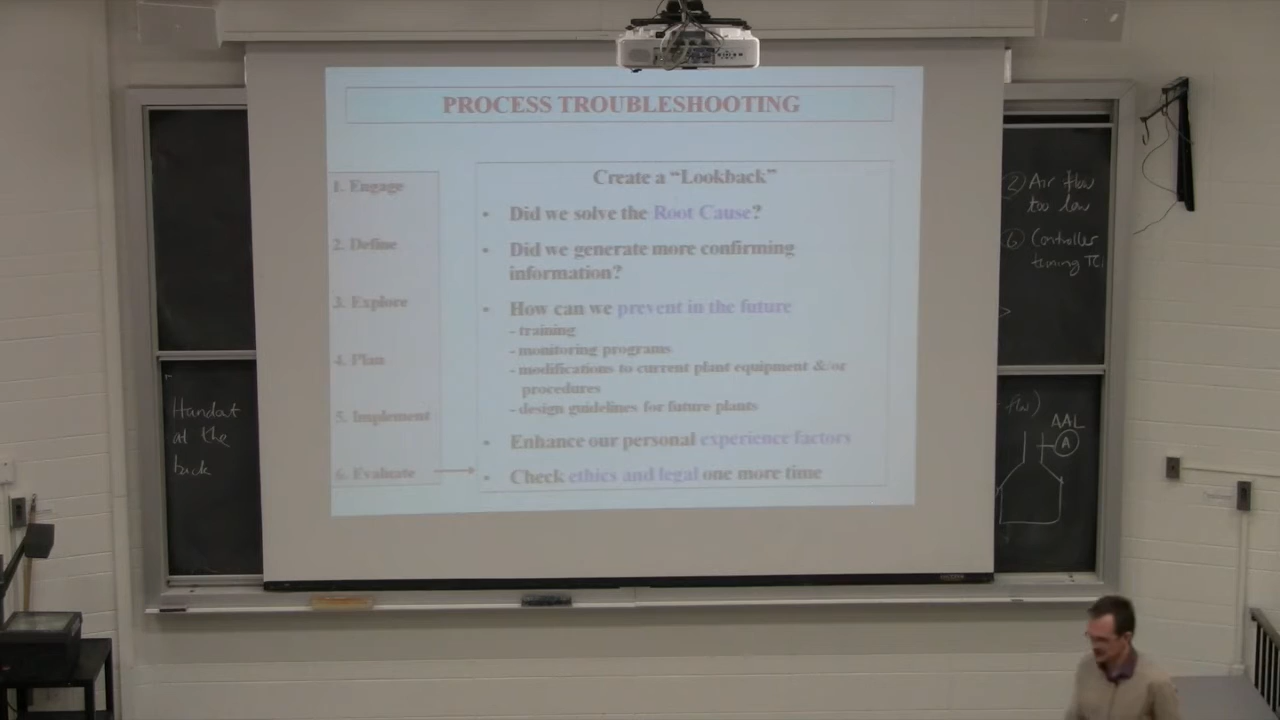 PROCESS TROUBLESHOOTING
1. Engage
2. Define
3. Explore
4. Plan
5. Implement
6. Evaluate
Create a “Lookback”
• Did we solve the Root Cause?
• Did we generate more confirming
information?
• How can we prevent in the future
- training
- monitoring programs
- modifications to current plant equipment &/or
procedures
- design guidelines for future plants
• Enhance our personal experience factors
• Check ethics and legal one more time
Handout
at the
back
② Air flow
too low
⑥ Controller
tuning TC
AAL
A